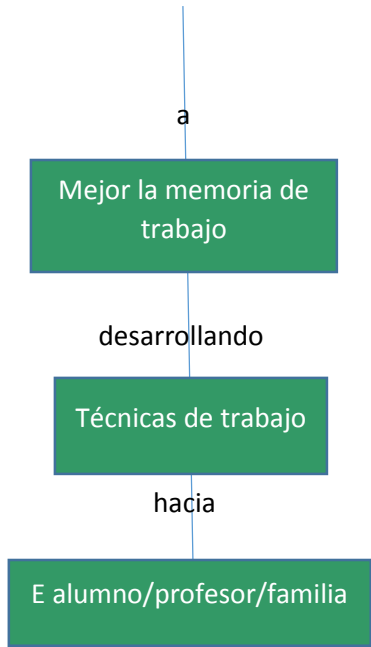 a
Mejor la memoria de
trabajo
desarrollando
Técnicas de trabajo
hacia
E alumno/profesor/familia